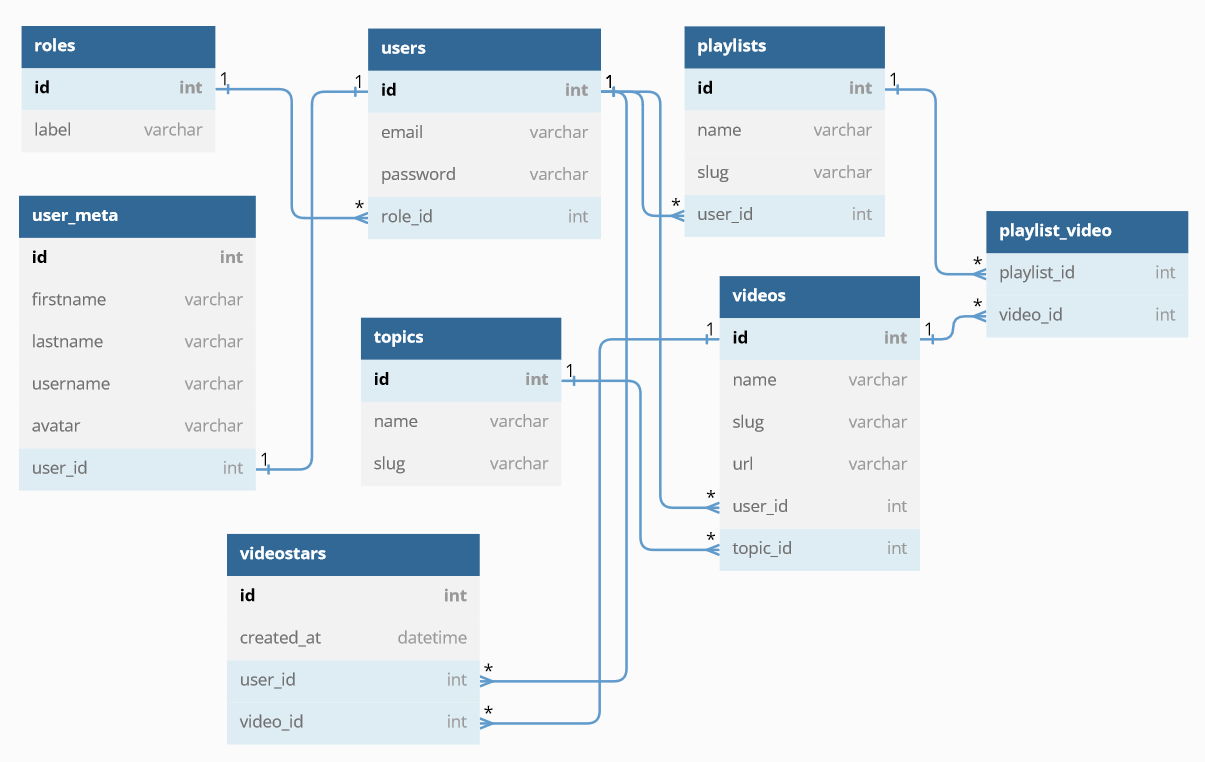 roles
id int
label varchar
users
id int
email varchar
password varchar
role_id int
playlists
id int
name varchar
slug varchar
user_id int
user_meta
id int
firstname varchar
lastname varchar
username varchar
avatar varchar
user_id int
playlist_video
playlist_id int
video_id int
topics
id int
name varchar
slug varchar
videos
id int
name varchar
slug varchar
url varchar
user_id int
topic_id int
videostars
id int
created_at datetime
user_id int
video_id int
1
1
1
1
*
*
*
*
1
1
1
1
*
*
*
*